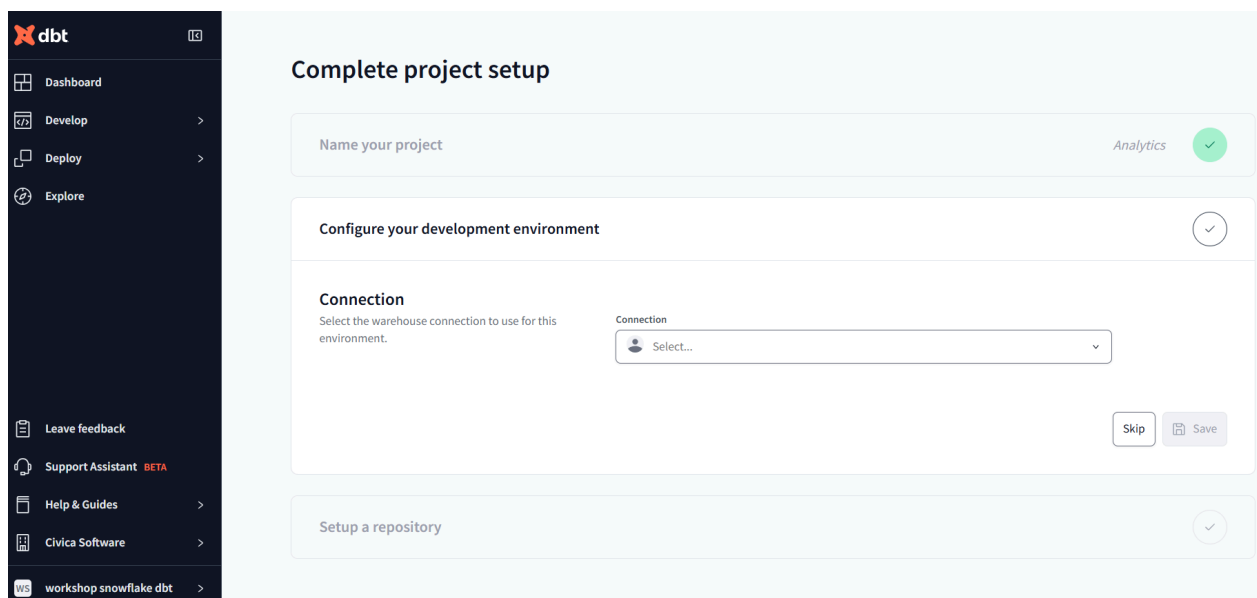 dbt
Dashboard
Develop
Deploy
Explore
Leave feedback
Support Assistant BETA
Help & Guides
Civica Software
WS workshop snowflake dbt
Complete project setup
Name your project
Analytics
Configure your development environment
Connection
Select the warehouse connection to use for this
environment.
Connection
Select...
Skip
Save
Setup a repository